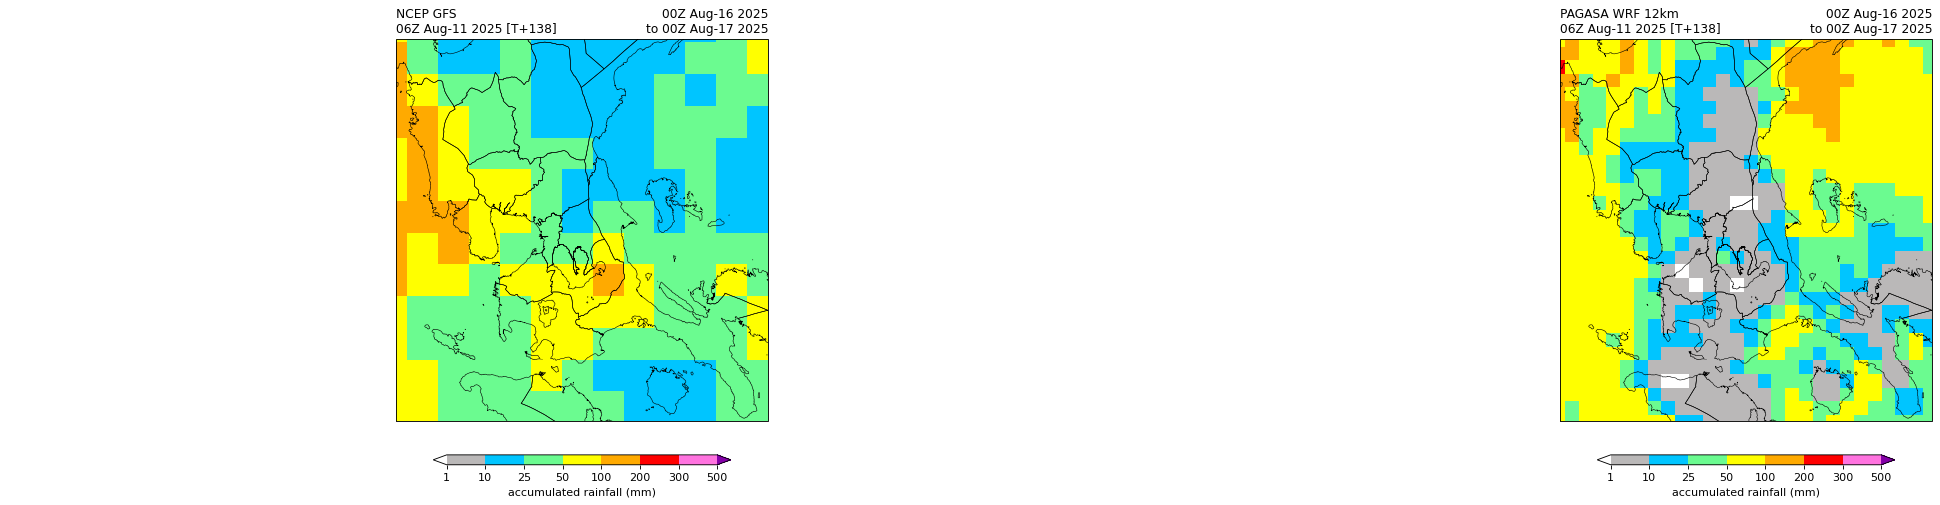 NCEP GFS 00Z Aug-16 2025
06Z Aug-11 2025 [T+138] to 00Z Aug-17 2025
1 10 25 50 100 200 300 500
accumulated rainfall (mm)
PAGASA WRF 12km 00Z Aug-16 2025
06Z Aug-11 2025 [T+138] to 00Z Aug-17 2025
1 10 25 50 100 200 300 500
accumulated rainfall (mm)